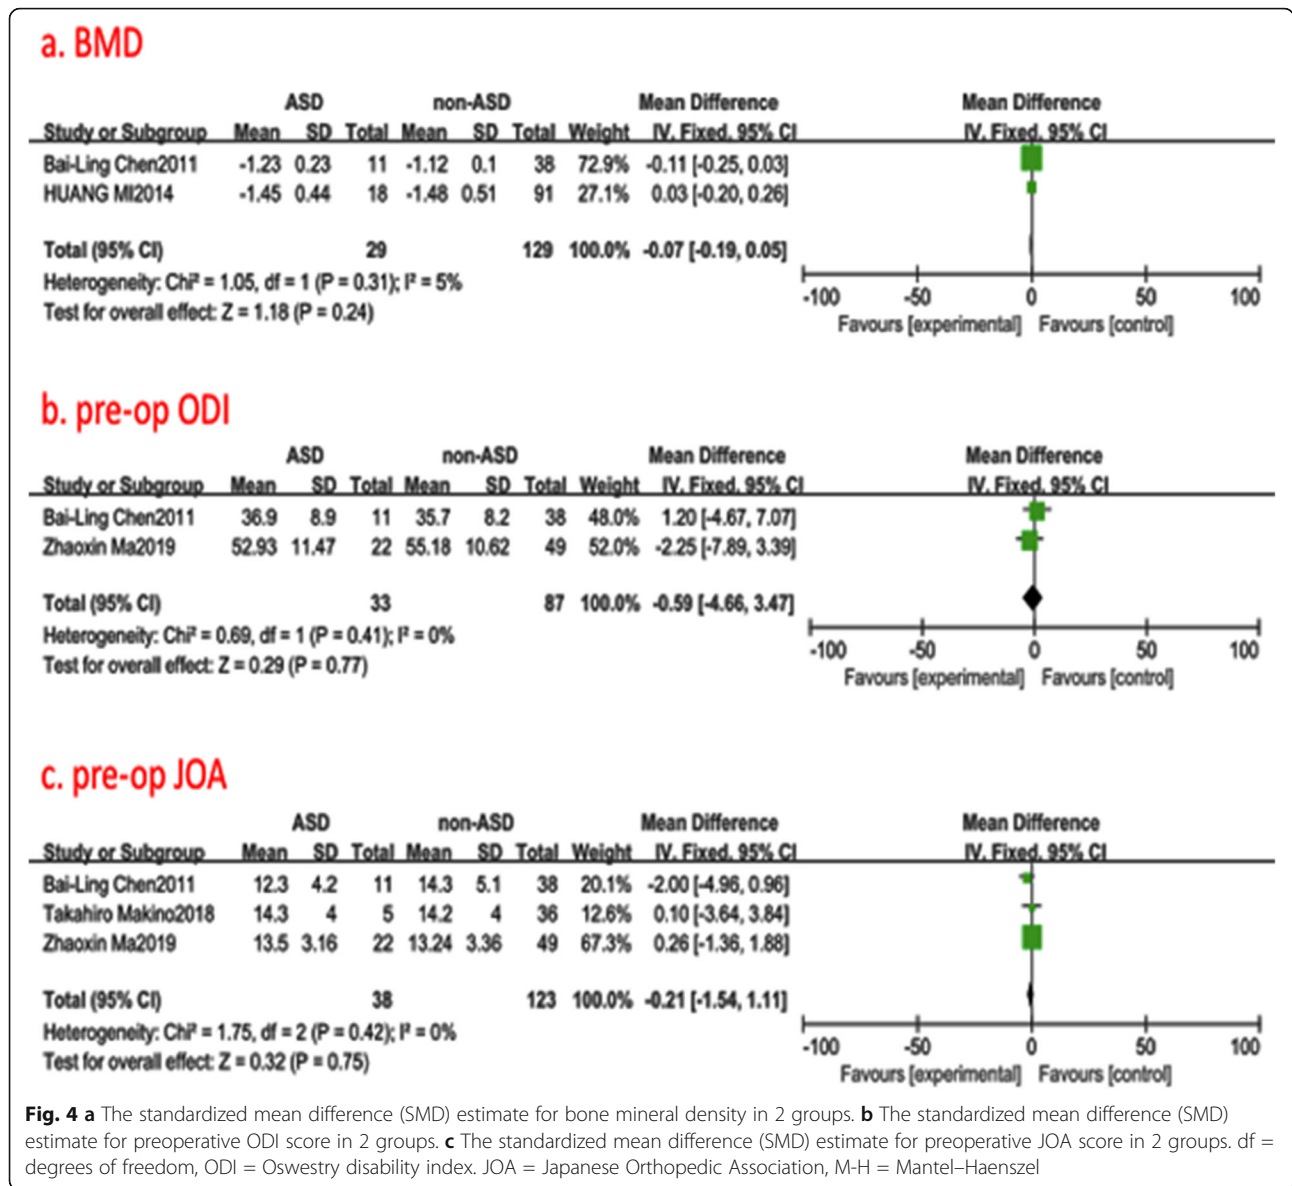 a. BMD
ASD non-ASD Mean Difference Mean Difference
Study or Subgroup Mean SD Total Mean SD Total Weight IV, Fixed, 95% CI IV, Fixed, 95% CI
Bai-Ling Chen2011 -1.23 0.23 11 -1.12 0.1 38 72.9% -0.11 [-0.25, 0.03]
HUANG MI2014 -1.45 0.44 18 -1.48 0.51 91 27.1% 0.03 [-0.20, 0.26]
Total (95% CI) 29 129 100.0% -0.07 [-0.19, 0.05]
Heterogeneity: Chi² = 1.05, df = 1 (P = 0.31); I² = 5%
Test for overall effect: Z = 1.18 (P = 0.24)
-100 -50 0 50 100
Favours [experimental] Favours [control]
b. pre-op ODI
ASD non-ASD Mean Difference Mean Difference
Study or Subgroup Mean SD Total Mean SD Total Weight IV, Fixed, 95% CI IV, Fixed, 95% CI
Bai-Ling Chen2011 36.9 8.9 11 35.7 8.2 38 48.0% 1.20 [-4.67, 7.07]
Zhaoxin Ma2019 52.93 11.47 22 55.18 10.62 49 52.0% -2.25 [-7.89, 3.39]
Total (95% CI) 33 87 100.0% -0.59 [-4.66, 3.47]
Heterogeneity: Chi² = 0.69, df = 1 (P = 0.41); I² = 0%
Test for overall effect: Z = 0.29 (P = 0.77)
-100 -50 0 50 100
Favours [experimental] Favours [control]
c. pre-op JOA
ASD non-ASD Mean Difference Mean Difference
Study or Subgroup Mean SD Total Mean SD Total Weight IV, Fixed, 95% CI IV, Fixed, 95% CI
Bai-Ling Chen2011 12.3 4.2 11 14.3 5.1 38 20.1% -2.00 [-4.96, 0.96]
Takahiro Makino2018 14.3 4 5 14.2 4 36 12.6% 0.10 [-3.64, 3.84]
Zhaoxin Ma2019 13.5 3.16 22 13.24 3.36 49 67.3% 0.26 [-1.36, 1.88]
Total (95% CI) 38 123 100.0% -0.21 [-1.54, 1.11]
Heterogeneity: Chi² = 1.75, df = 2 (P = 0.42); I² = 0%
Test for overall effect: Z = 0.32 (P = 0.75)
-100 -50 0 50 100
Favours [experimental] Favours [control]
Fig. 4 a The standardized mean difference (SMD) estimate for bone mineral density in 2 groups. b The standardized mean difference (SMD)
estimate for preoperative ODI score in 2 groups. c The standardized mean difference (SMD) estimate for preoperative JOA score in 2 groups. df =
degrees of freedom, ODI = Oswestry disability index. JOA = Japanese Orthopedic Association, M-H = Mantel–Haenszel